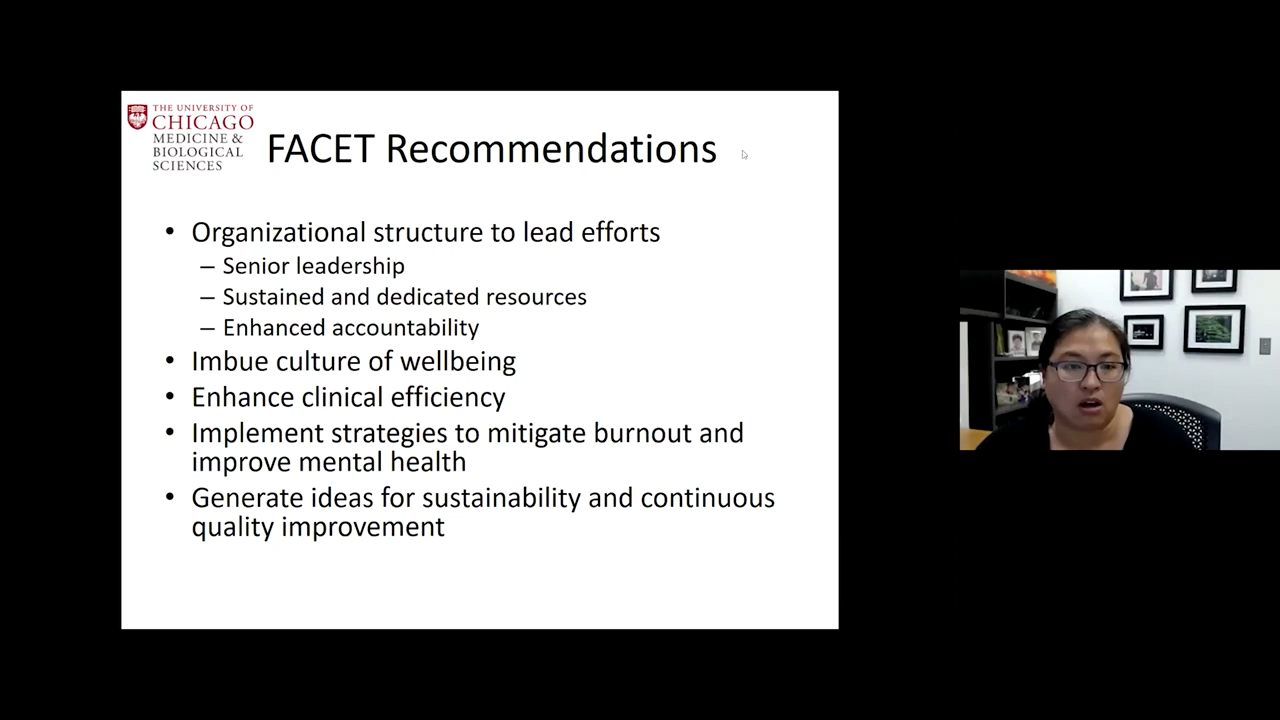 THE UNIVERSITY OF
CHICAGO
MEDICINE &
BIOLOGICAL
SCIENCES
FACET Recommendations
• Organizational structure to lead efforts
– Senior leadership
– Sustained and dedicated resources
– Enhanced accountability
• Imbue culture of wellbeing
• Enhance clinical efficiency
• Implement strategies to mitigate burnout and
improve mental health
• Generate ideas for sustainability and continuous
quality improvement